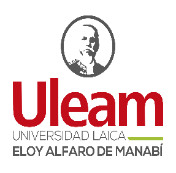 Uleam
UNIVERSIDAD LAICA
ELOY ALFARO DE MANABÍ